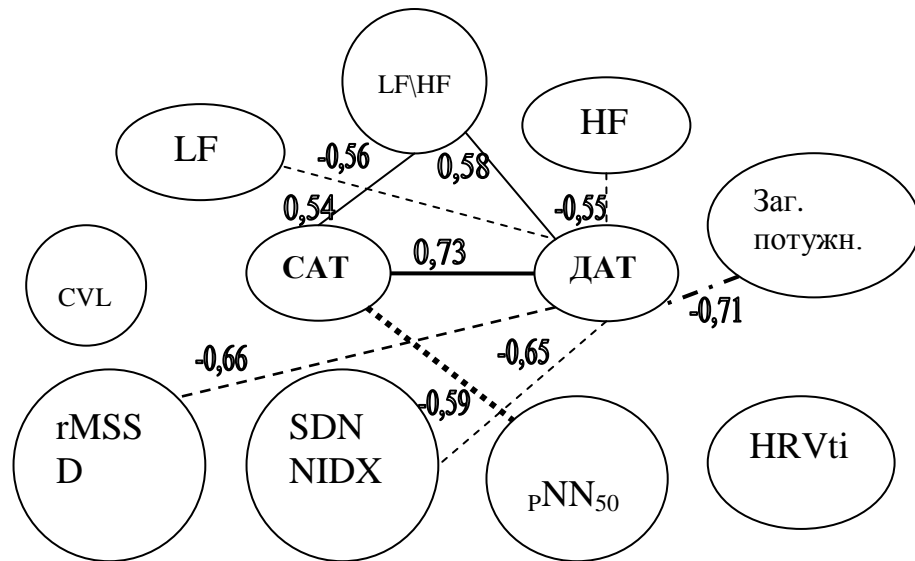 LF\HF
HF
LF
-0,56
0,58
Заг.
потужн.
0,54
-0,55
САТ
0,73
ДАТ
CVL
-0,71
-0,66
-0,65
-0,59
rMSS
D
SDN
NIDX
PNN50
HRVti